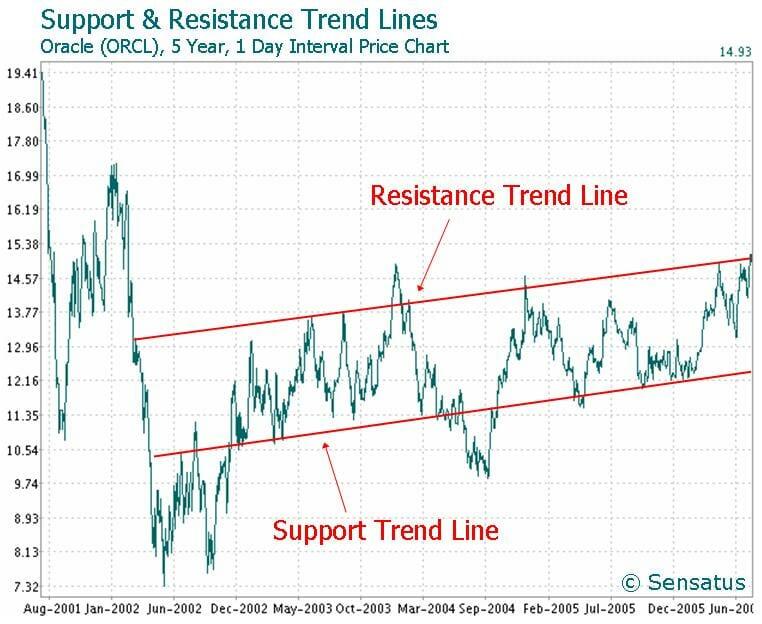 Support & Resistance Trend Lines
Oracle (ORCL), 5 Year, 1 Day Interval Price Chart
14.93
19.41
18.60
17.80
16.99
16.19
15.38
14.57
13.77
12.96
12.16
11.35
10.54
9.74
8.93
8.13
7.32
Resistance Trend Line
Support Trend Line
© Sensatus
Aug-2001 Jan-2002 Jun-2002 Dec-2002 May-2003 Oct-2003 Mar-2004 Sep-2004 Feb-2005 Jul-2005 Dec-2005 Jun-200